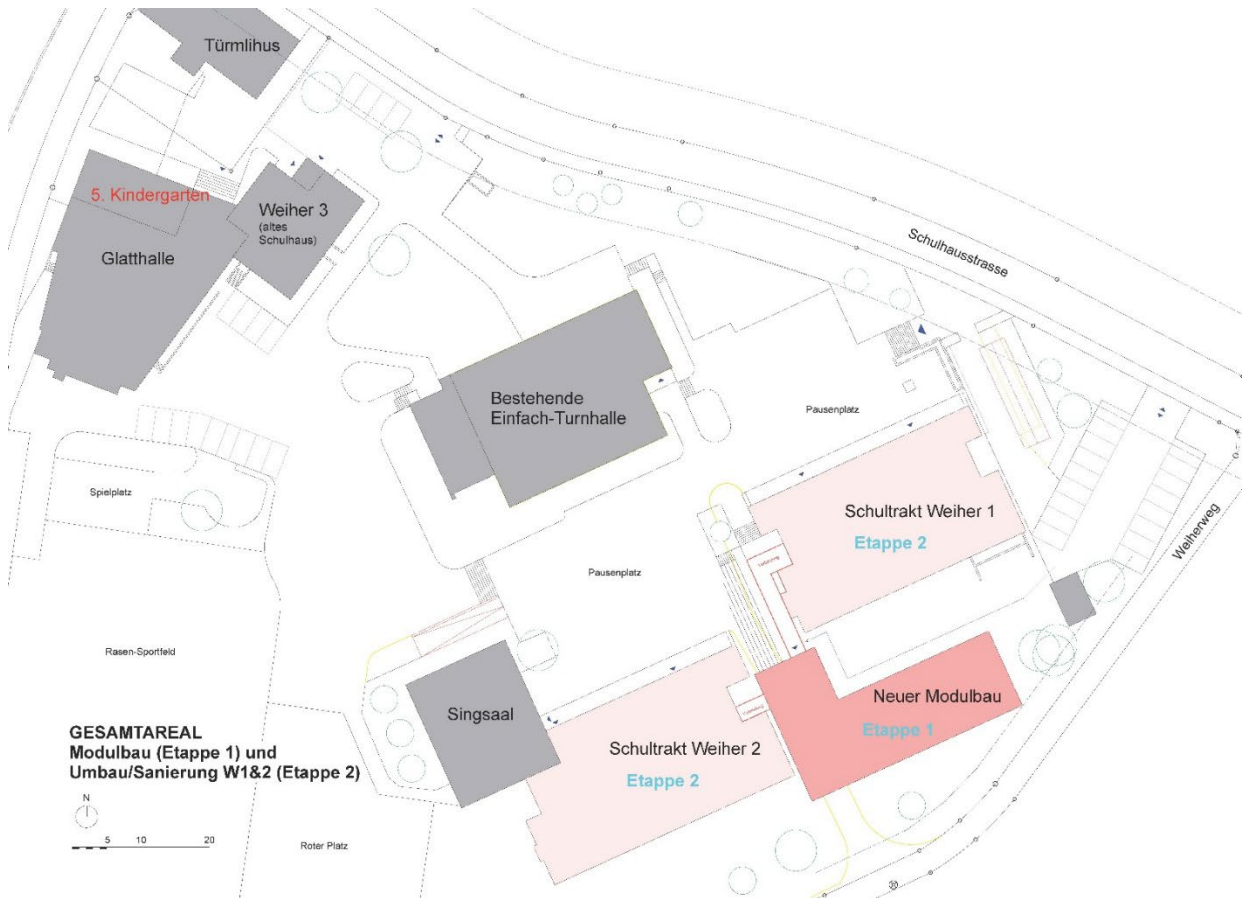 Türmlihus
5. Kindergarten
Weiher 3
(altes
Schulhaus)
Glatthalle
Schulhausstrasse
Bestehende
Einfach-Turnhalle
Pausenplatz
Spielplatz
Schultrakt Weiher 1
Etappe 2
Weiherweg
Pausenplatz
Rasen-Sportfeld
Neuer Modulbau
Etappe 1
Singsaal
Schultrakt Weiher 2
Etappe 2
GESAMTAREAL
Modulbau (Etappe 1) und
Umbau/Sanierung W1&2 (Etappe 2)
N
5 10 20
Roter Platz